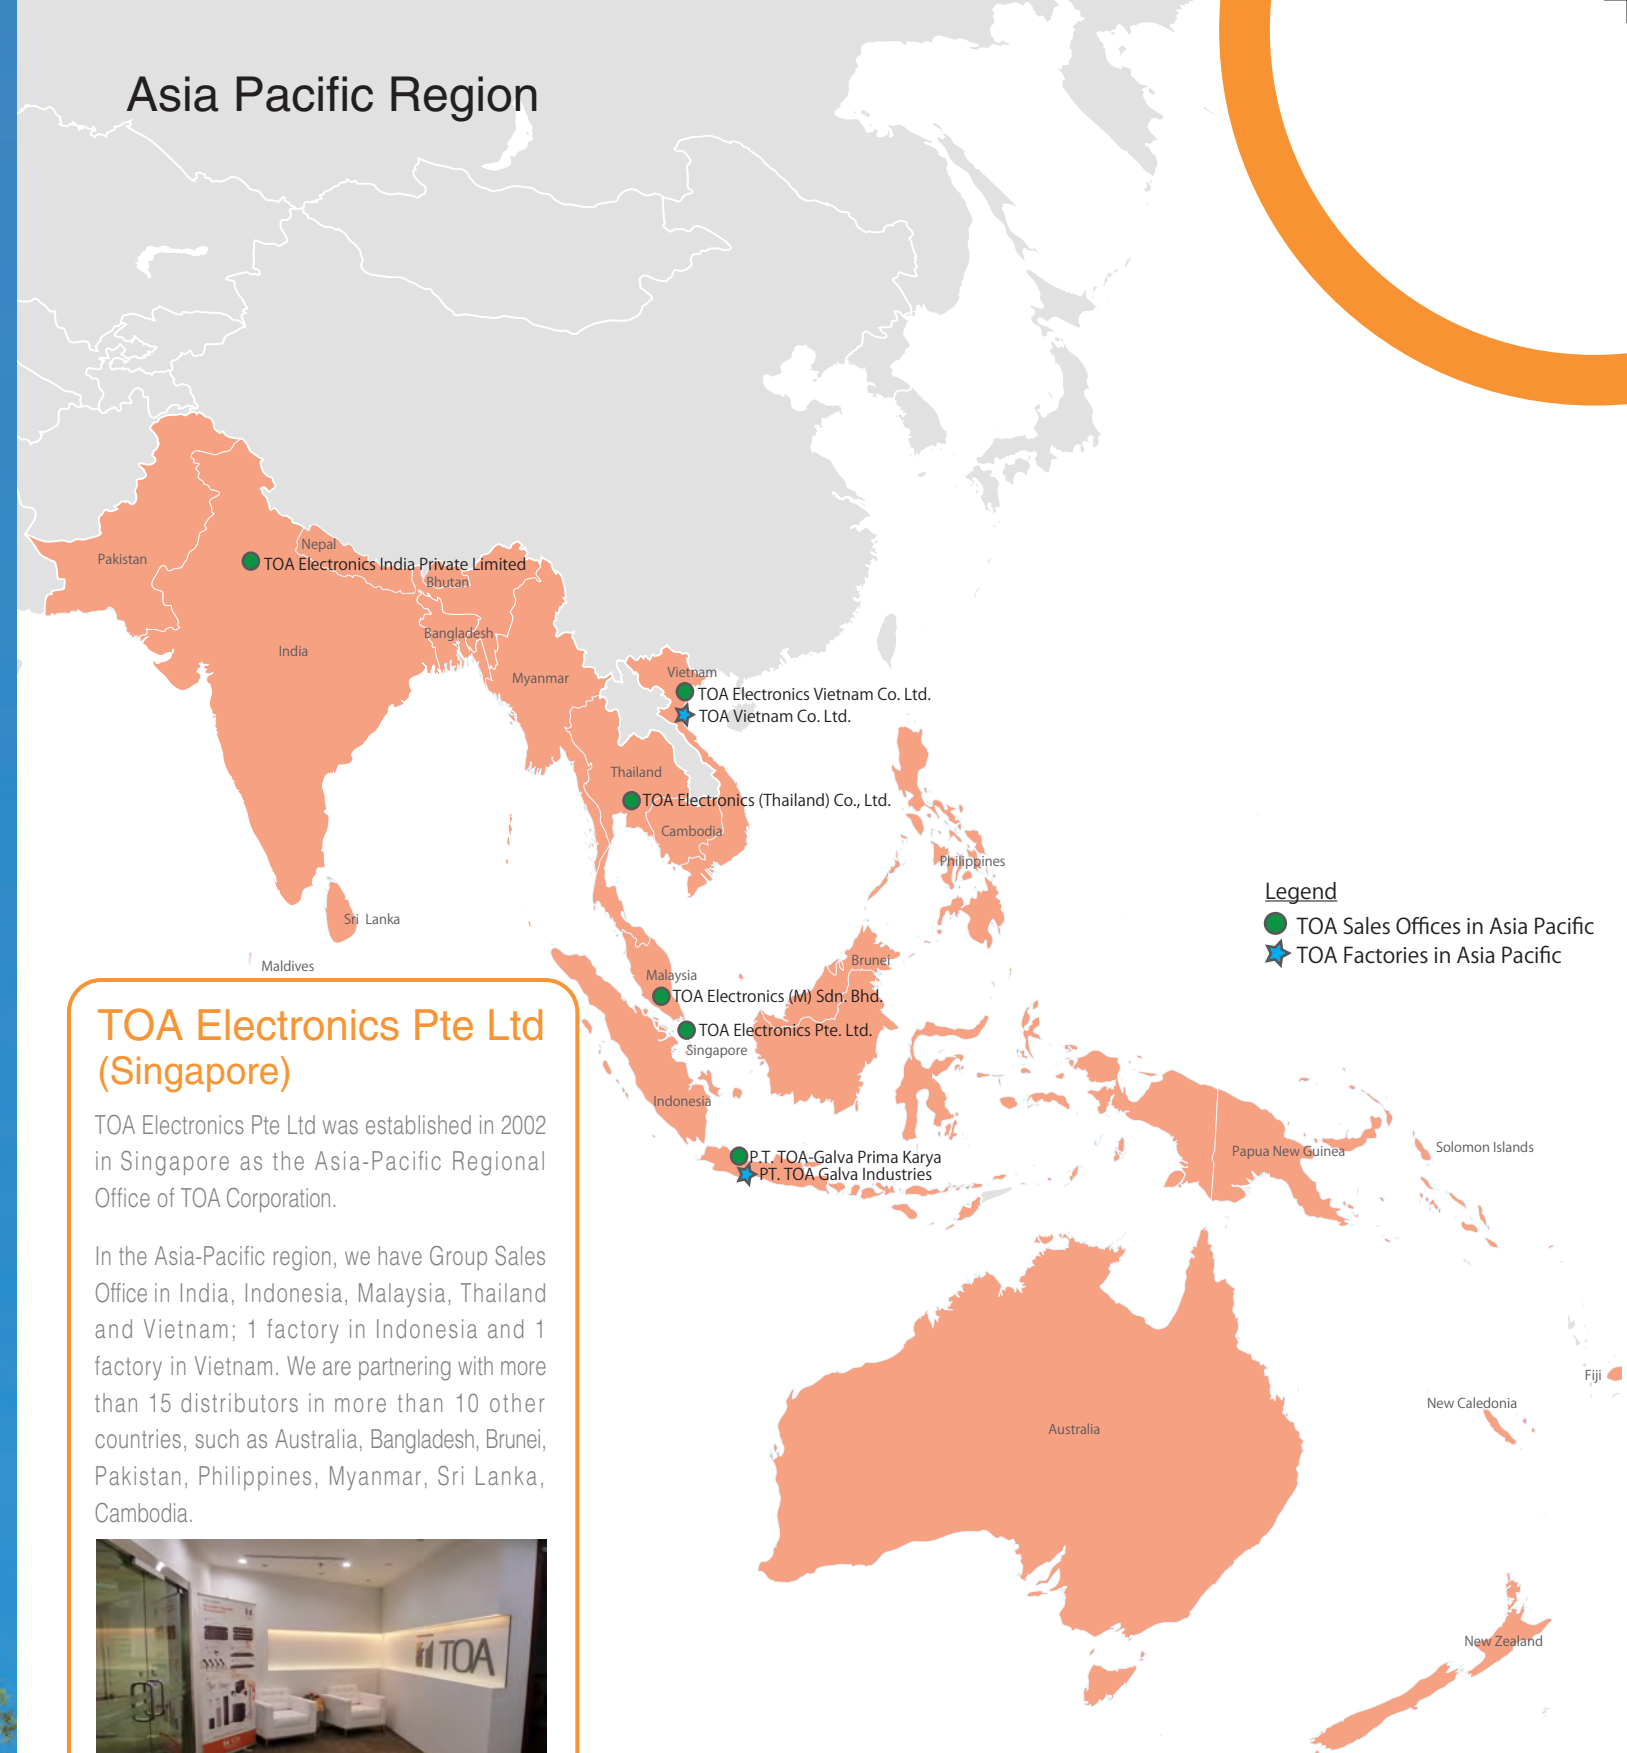 Asia Pacific Region
Pakistan
Nepal
TOA Electronics India Private Limited
Bhutan
Bangladesh
India
Myanmar
Vietnam
TOA Electronics Vietnam Co. Ltd.
TOA Vietnam Co. Ltd.
Thailand
TOA Electronics (Thailand) Co., Ltd.
Cambodia
Philippines
Sri Lanka
Maldives
Brunei
Malaysia
TOA Electronics (M) Sdn. Bhd.
TOA Electronics Pte. Ltd.
Singapore
Indonesia
P.T. TOA-Galva Prima Karya
PT. TOA Galva Industries
Papua New Guinea
Solomon Islands
Fiji
New Caledonia
Australia
New Zealand
Legend
TOA Sales Offices in Asia Pacific
TOA Factories in Asia Pacific
TOA Electronics Pte Ltd
(Singapore)
TOA Electronics Pte Ltd was established in 2002
in Singapore as the Asia-Pacific Regional
Office of TOA Corporation.
In the Asia-Pacific region, we have Group Sales
Office in India, Indonesia, Malaysia, Thailand
and Vietnam; 1 factory in Indonesia and 1
factory in Vietnam. We are partnering with more
than 15 distributors in more than 10 other
countries, such as Australia, Bangladesh, Brunei,
Pakistan, Philippines, Myanmar, Sri Lanka,
Cambodia.
TOA